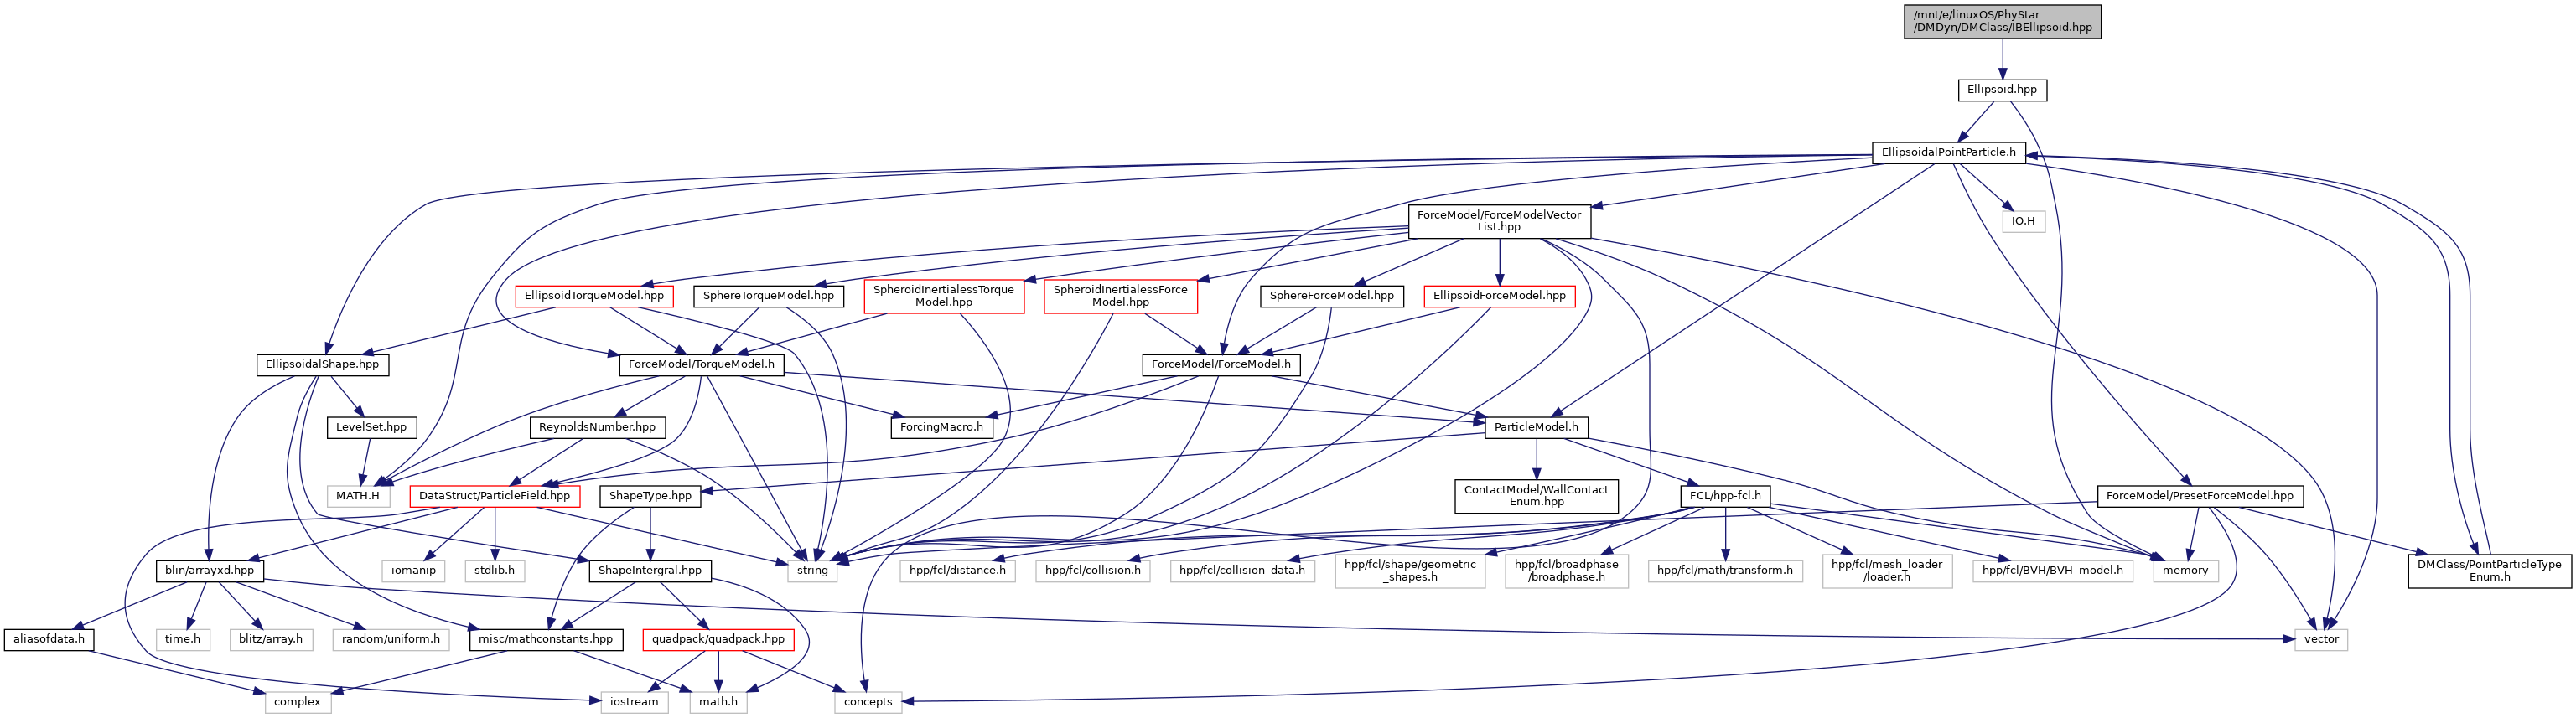 /mnt/e/linuxOS/PhyStar
/DMDyn/DMClass/IBEllipsoid.hpp
Ellipsoid.hpp
EllipsoidalPointParticle.h
ForceModel/ForceModelVector
List.hpp
IO.H
EllipsoidTorqueModel.hpp
SphereTorqueModel.hpp
SpheroidInertialessTorque
Model.hpp
SpheroidInertialessForce
Model.hpp
SphereForceModel.hpp
EllipsoidForceModel.hpp
EllipsoidalShape.hpp
ForceModel/TorqueModel.h
ForceModel/ForceModel.h
LevelSet.hpp
ReynoldsNumber.hpp
ForcingMacro.h
ParticleModel.h
MATH.H
DataStruct/ParticleField.hpp
ShapeType.hpp
ContactModel/WallContact
Enum.hpp
FCL/hpp-fcl.h
ForceModel/PresetForceModel.hpp
blin/arrayxd.hpp
iomanip
stdlib.h
ShapeIntergral.hpp
string
hpp/fcl/distance.h
hpp/fcl/collision.h
hpp/fcl/collision_data.h
hpp/fcl/shape/geometric
_shapes.h
hpp/fcl/broadphase
/broadphase.h
hpp/fcl/math/transform.h
hpp/fcl/mesh_loader
/loader.h
hpp/fcl/BVH/BVH_model.h
memory
DMClass/PointParticleType
Enum.h
aliasofdata.h
time.h
blitz/array.h
random/uniform.h
misc/mathconstants.hpp
quadpack/quadpack.hpp
vector
complex
iostream
math.h
concepts